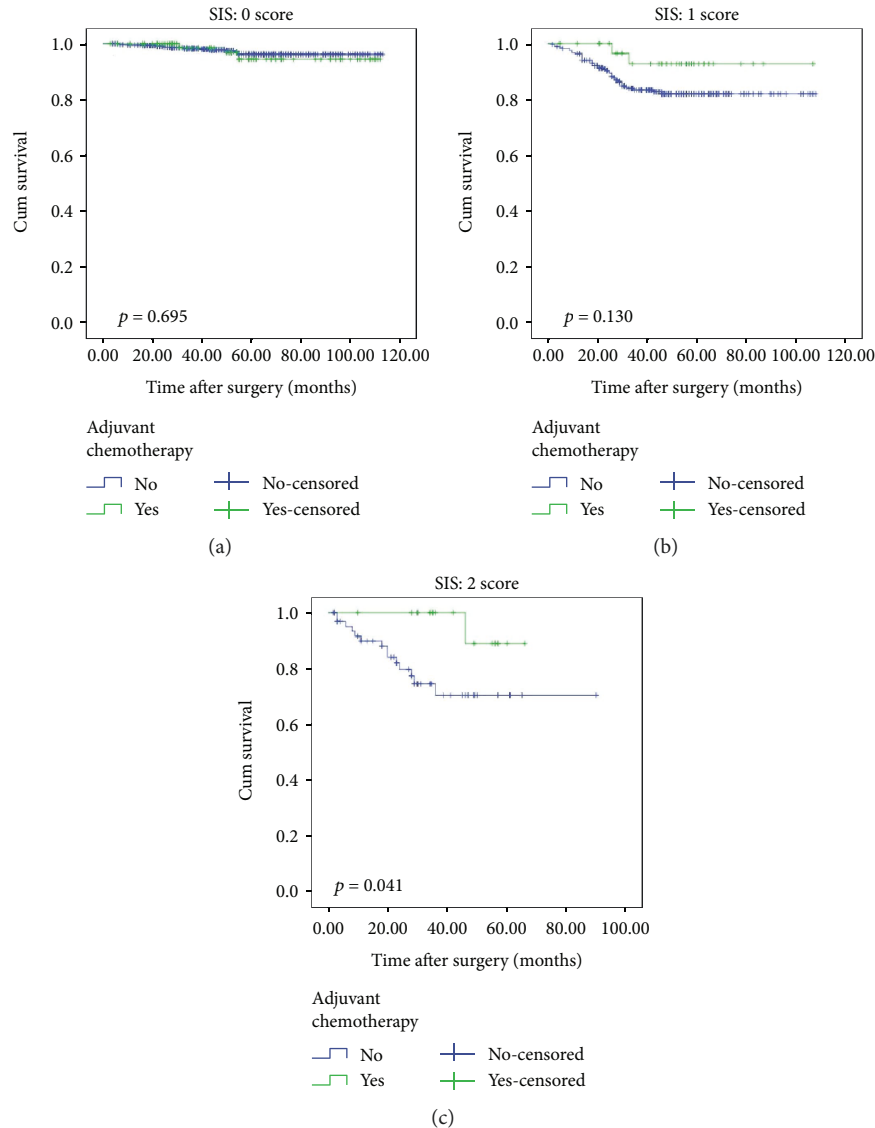 SIS: 0 score
1.0
0.8
0.6
0.4
0.2
0.0
Cum survival
p = 0.695
0.00 20.00 40.00 60.00 80.00 100.00 120.00
Time after surgery (months)
Adjuvant
chemotherapy
No No-censored
Yes Yes-censored
(a)
SIS: 1 score
1.0
0.8
0.6
0.4
0.2
0.0
Cum survival
p = 0.130
0.00 20.00 40.00 60.00 80.00 100.00 120.00
Time after surgery (months)
Adjuvant
chemotherapy
No No-censored
Yes Yes-censored
(b)
SIS: 2 score
1.0
0.8
0.6
0.4
0.2
0.0
Cum survival
p = 0.041
0.00 20.00 40.00 60.00 80.00 100.00
Time after surgery (months)
Adjuvant
chemotherapy
No No-censored
Yes Yes-censored
(c)